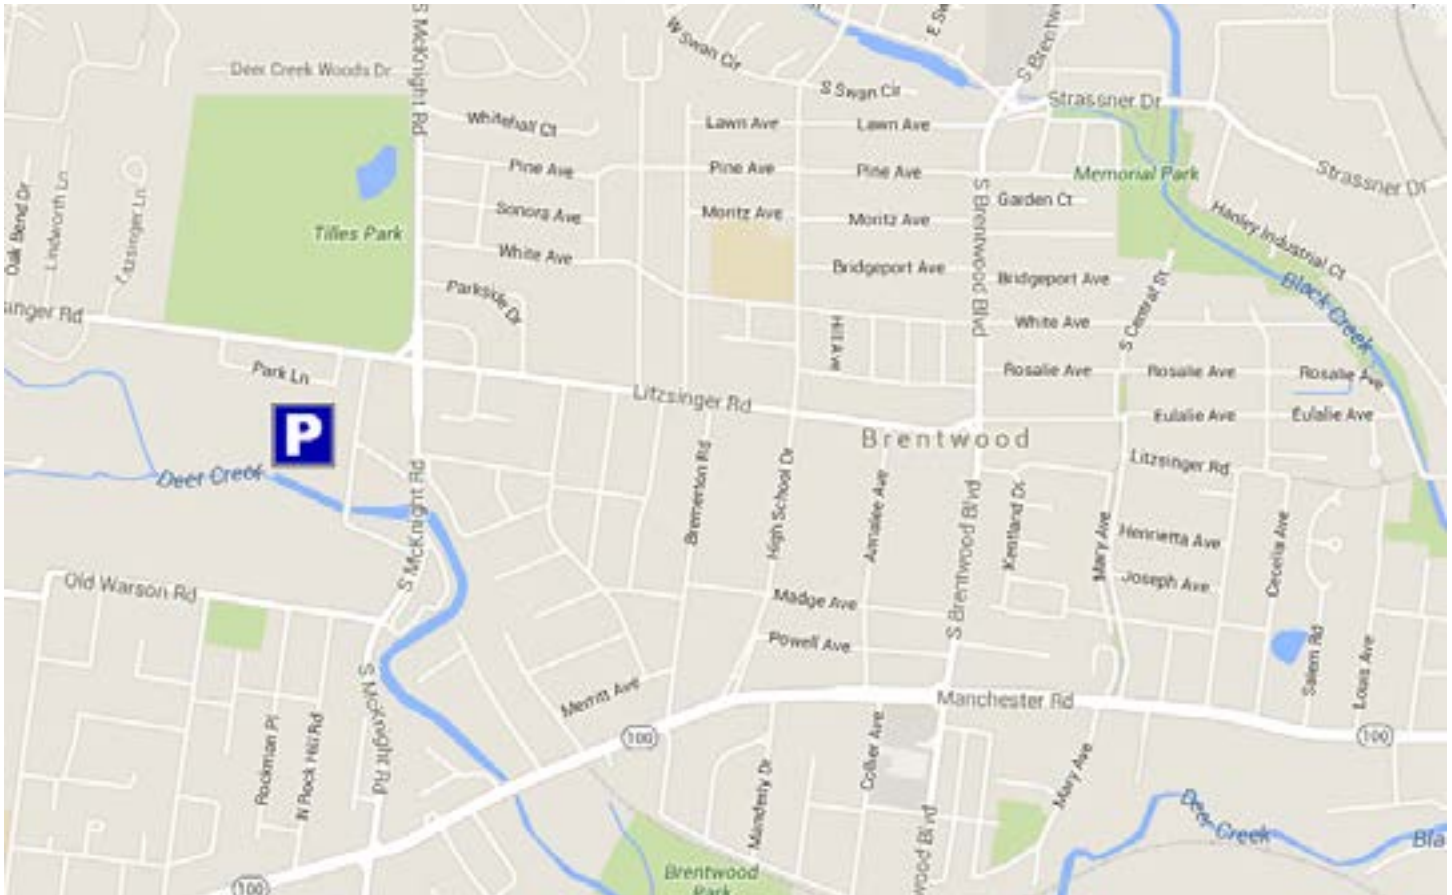 S McKnight Rd
Deer Creek Woods Dr
W Swan Cir
S Swan Cir
S Brentw
Strassner Dr
Whitehall Ct
Lawn Ave
Lawn Ave
Pine Ave
Pine Ave
Pine Ave
Memorial Park
Strassner Dr
Oak Bend Dr
Lindworth Ln
Litzsinger Ln
Tilles Park
Sonora Ave
Moritz Ave
Moritz Ave
S Brentwood Blvd
Garden Ct
Hanley Industrial Ct
White Ave
Bridgeport Ave
Bridgeport Ave
S Central St
Black Creek
Parkside Dr
singer Rd
Hill Ave
White Ave
Park Ln
Rosalie Ave
Rosalie Ave
Rosalie Ave
Litzsinger Rd
P
Eulalie Ave
Eulalie Ave
Brentwood
Litzsinger Rd
Deer Creek
S McKnight Rd
Bremerton Rd
High School Dr
Annalee Ave
S Brentwood Blvd
Kentland Dr
Mary Ave
Henrietta Ave
Cecelia Ave
Joseph Ave
Old Warson Rd
Madge Ave
Powell Ave
Salem Rd
Louis Ave
S McKnight Rd
Merritt Ave
Manchester Rd
100
100
Rockman Pl
N Rock Hill Rd
Manderly Dr
Collier Ave
Mary Ave
wood Blvd
Deer Creek
Bla
Brentwood
Park
100